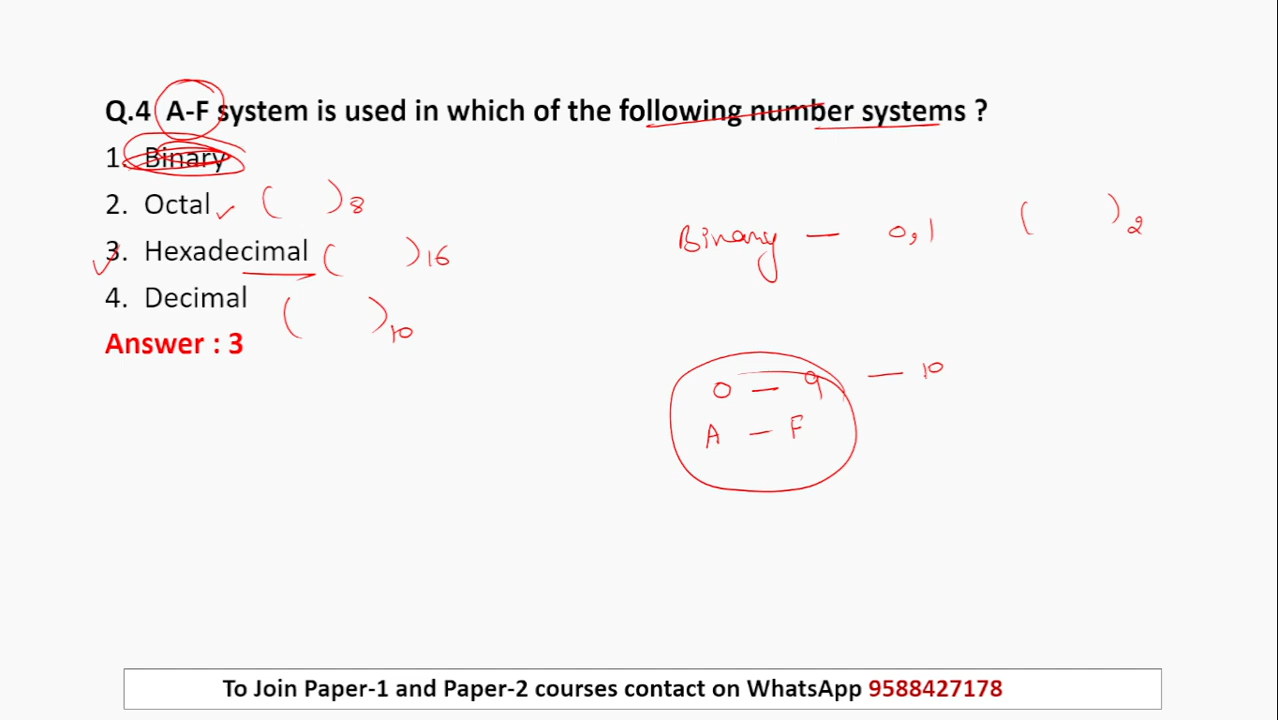 Q.4 A-F system is used in which of the following number systems ?
1. Binary
2. Octal ( )8
3. Hexadecimal ( )16
4. Decimal ( )10
Answer : 3
Binary — 0,1 ( )2
0 — 9 — 10
A — F
To Join Paper-1 and Paper-2 courses contact on WhatsApp 9588427178